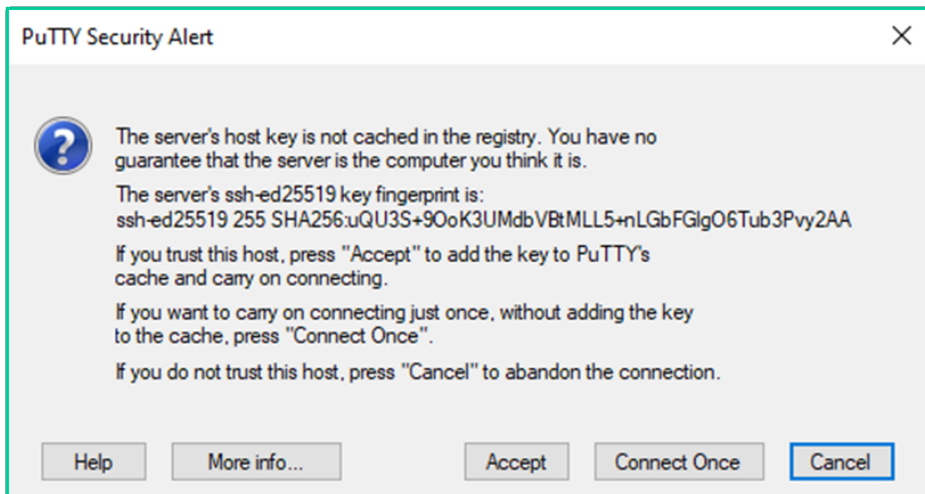 PuTTY Security Alert
The server's host key is not cached in the registry. You have no
guarantee that the server is the computer you think it is.
The server's ssh-ed25519 key fingerprint is:
ssh-ed25519 255 SHA256:uQU3S+9OoK3UMdbVBtMLL5+nLGbFGlgO6Tub3Pvy2AA
If you trust this host, press "Accept" to add the key to PuTTY's
cache and carry on connecting.
If you want to carry on connecting just once, without adding the key
to the cache, press "Connect Once".
If you do not trust this host, press "Cancel" to abandon the connection.
Help More info... Accept Connect Once Cancel